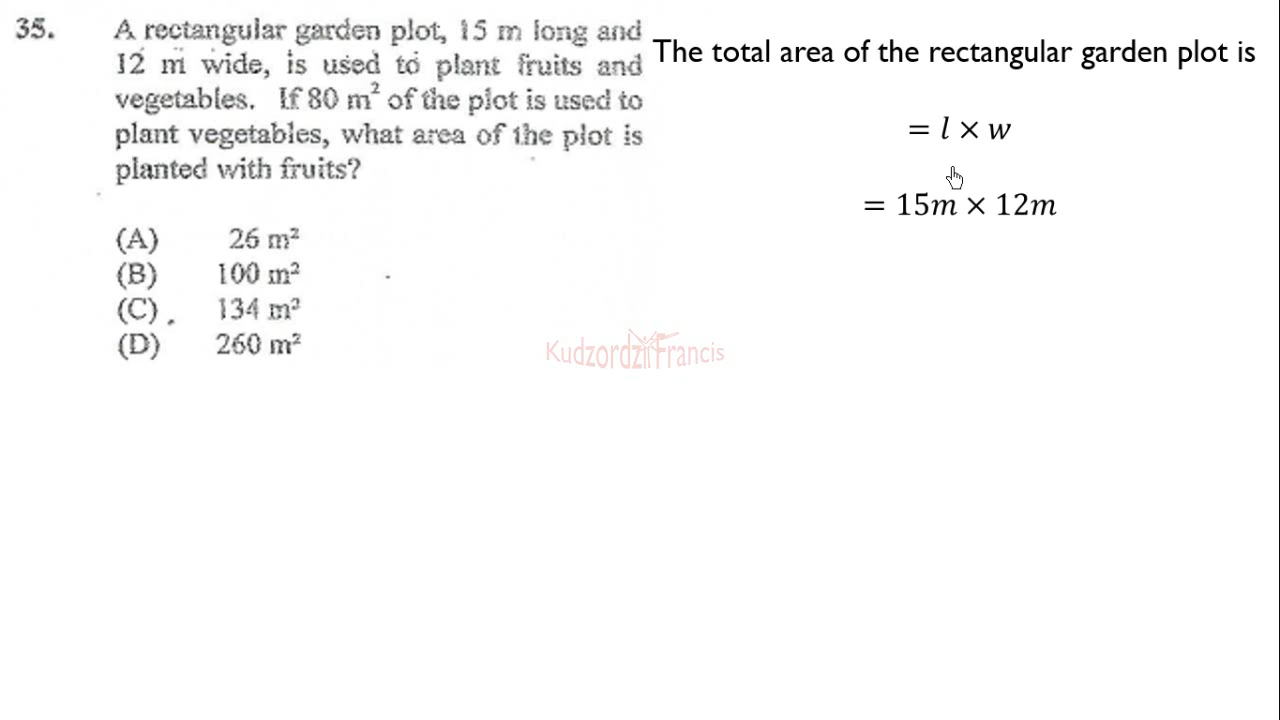 35. A rectangular garden plot, 15 m long and
12 m wide, is used to plant fruits and
vegetables. If 80 m² of the plot is used to
plant vegetables, what area of the plot is
planted with fruits?
(A) 26 m²
(B) 100 m²
(C) 134 m²
(D) 260 m²
The total area of the rectangular garden plot is
= l × w
= 15m × 12m
Kudzordzi Francis